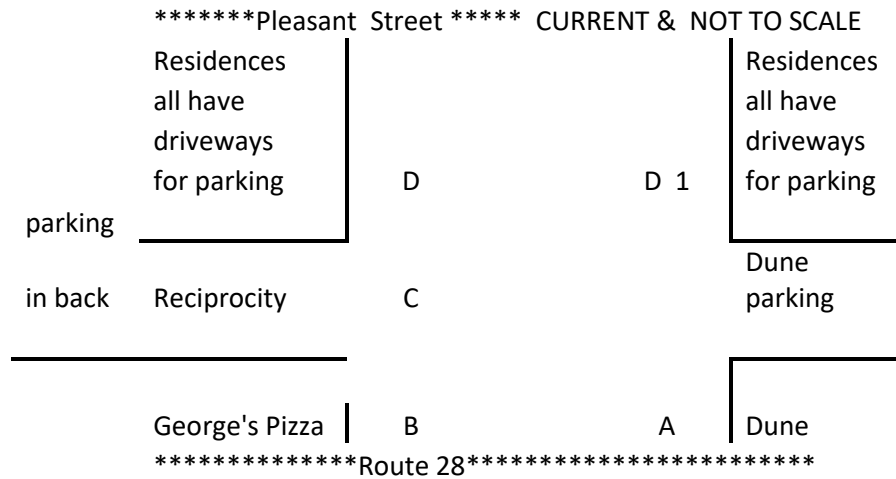 *******Pleasant Street ***** CURRENT & NOT TO SCALE
Residences Residences
all have all have
driveways driveways
for parking D D 1 for parking
parking
Dune
in back Reciprocity C parking
George's Pizza B A Dune
**************Route 28************************